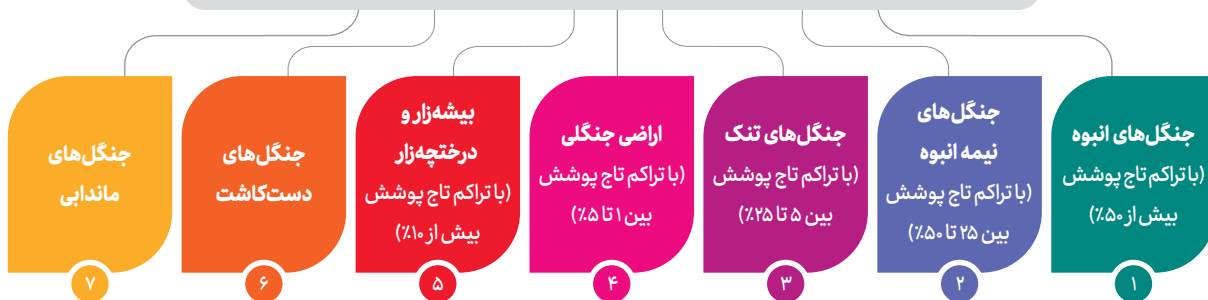 جنگل‌های انبوه
(با تراکم تاج پوشش
بیش از ۵۰٪)
۱
جنگل‌های
نیمه انبوه
(با تراکم تاج پوشش
بین ۲۵ تا ۵۰٪)
۲
جنگل‌های تنک
(با تراکم تاج پوشش
بین ۵ تا ۲۵٪)
۳
اراضی جنگلی
(با تراکم تاج پوشش
بین ۱ تا ۵٪)
۴
بیشه‌زار و
درختچه‌زار
(با تراکم تاج پوشش
بیش از ۱۰٪)
۵
جنگل‌های
دست‌کاشت
۶
جنگل‌های
ماندابی
۷